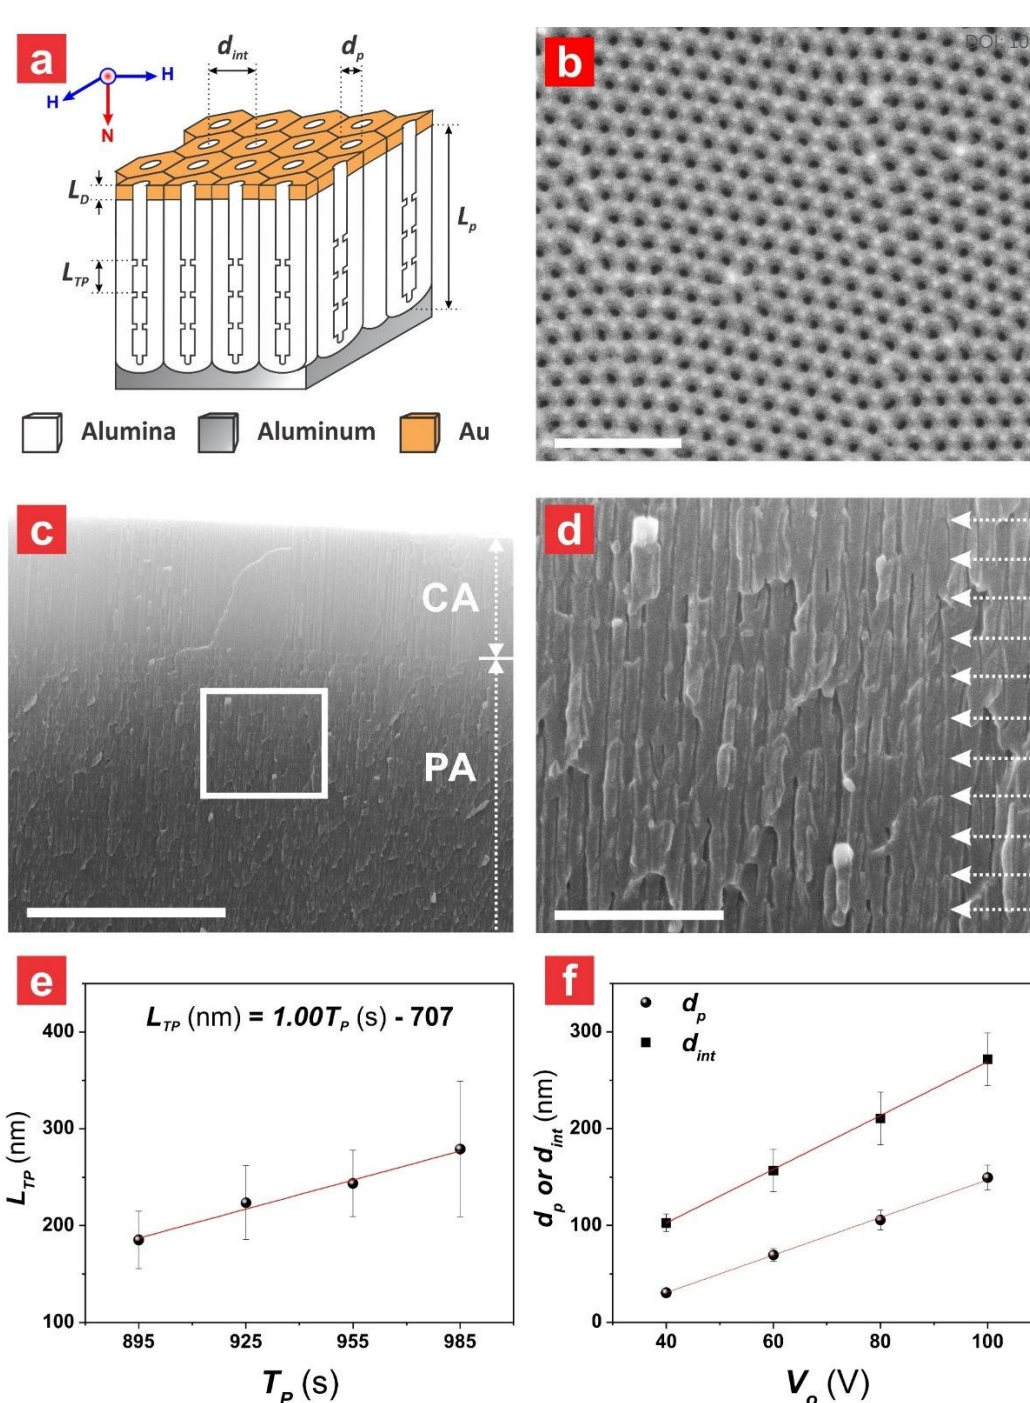 a
d_int
d_p
H
H
N
L_D
L_p
L_TP
Alumina
Aluminum
Au
b
DOI: 10
c
CA
PA
d
e
L_TP (nm) = 1.00T_P (s) - 707
L_TP (nm)
400
300
200
100
895
925
955
985
T_P (s)
f
d_p
d_int
d_p or d_int (nm)
300
200
100
0
40
60
80
100
V_o (V)